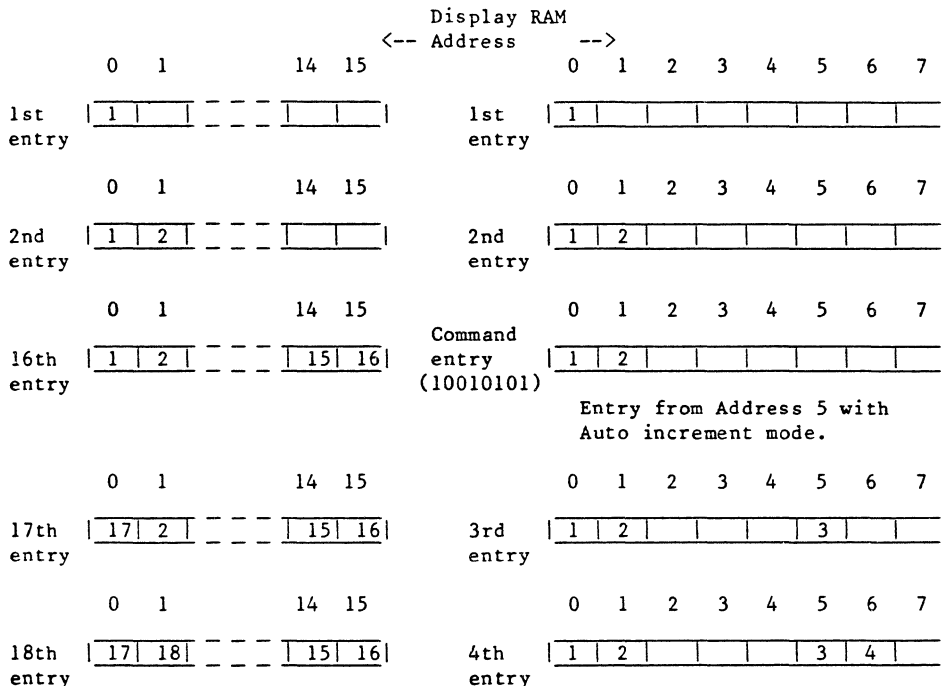 Display RAM
<-- Address -->
0 1 14 15
1st entry | 1 | | | | |
0 1 2 3 4 5 6 7
1st entry | 1 | | | | | | |
0 1 14 15
2nd entry | 1 | 2 | | | |
0 1 2 3 4 5 6 7
2nd entry | 1 | 2 | | | | | |
0 1 14 15
16th entry | 1 | 2 | | 15| 16|
0 1 2 3 4 5 6 7
Command entry (10010101) | 1 | 2 | | | | | |
Entry from Address 5 with
Auto increment mode.
0 1 14 15
17th entry | 17| 2 | | 15| 16|
0 1 2 3 4 5 6 7
3rd entry | 1 | 2 | | | | 3 | |
0 1 14 15
18th entry | 17| 18| | 15| 16|
0 1 2 3 4 5 6 7
4th entry | 1 | 2 | | | | 3 | 4 |